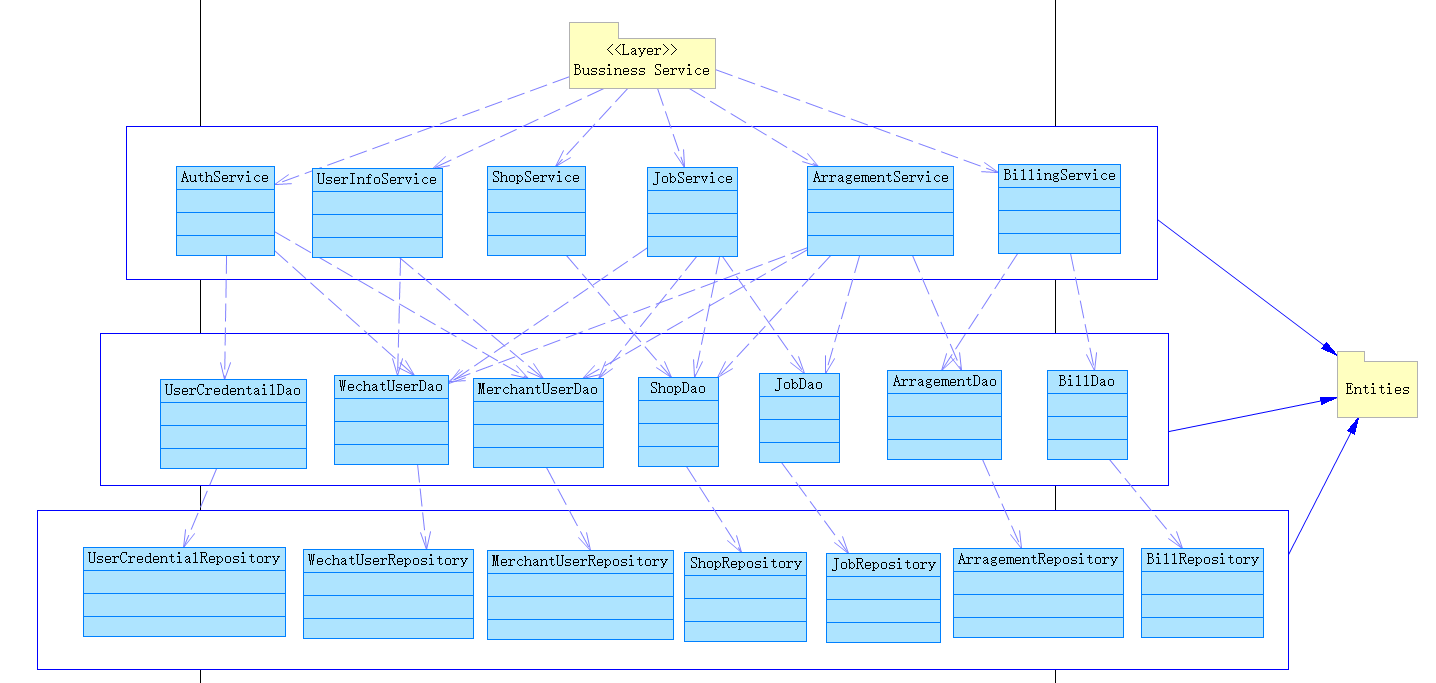 <<Layer>>
Bussiness Service
AuthService
UserInfoService
ShopService
JobService
ArragementService
BillingService
Entities
UserCredentailDao
WechatUserDao
MerchantUserDao
ShopDao
JobDao
ArragementDao
BillDao
UserCredentialRepository
WechatUserRepository
MerchantUserRepository
ShopRepository
JobRepository
ArragementRepository
BillRepository